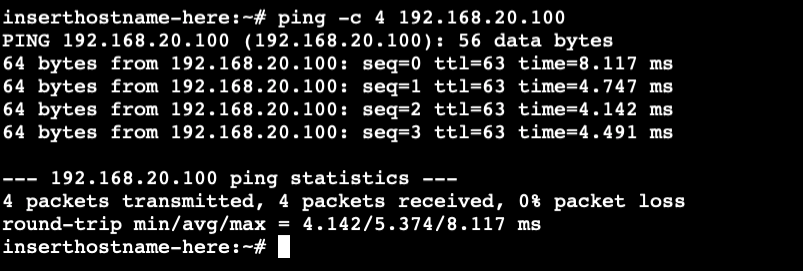 inserthostname-here:~# ping -c 4 192.168.20.100
PING 192.168.20.100 (192.168.20.100): 56 data bytes
64 bytes from 192.168.20.100: seq=0 ttl=63 time=8.117 ms
64 bytes from 192.168.20.100: seq=1 ttl=63 time=4.747 ms
64 bytes from 192.168.20.100: seq=2 ttl=63 time=4.142 ms
64 bytes from 192.168.20.100: seq=3 ttl=63 time=4.491 ms

--- 192.168.20.100 ping statistics ---
4 packets transmitted, 4 packets received, 0% packet loss
round-trip min/avg/max = 4.142/5.374/8.117 ms
inserthostname-here:~#